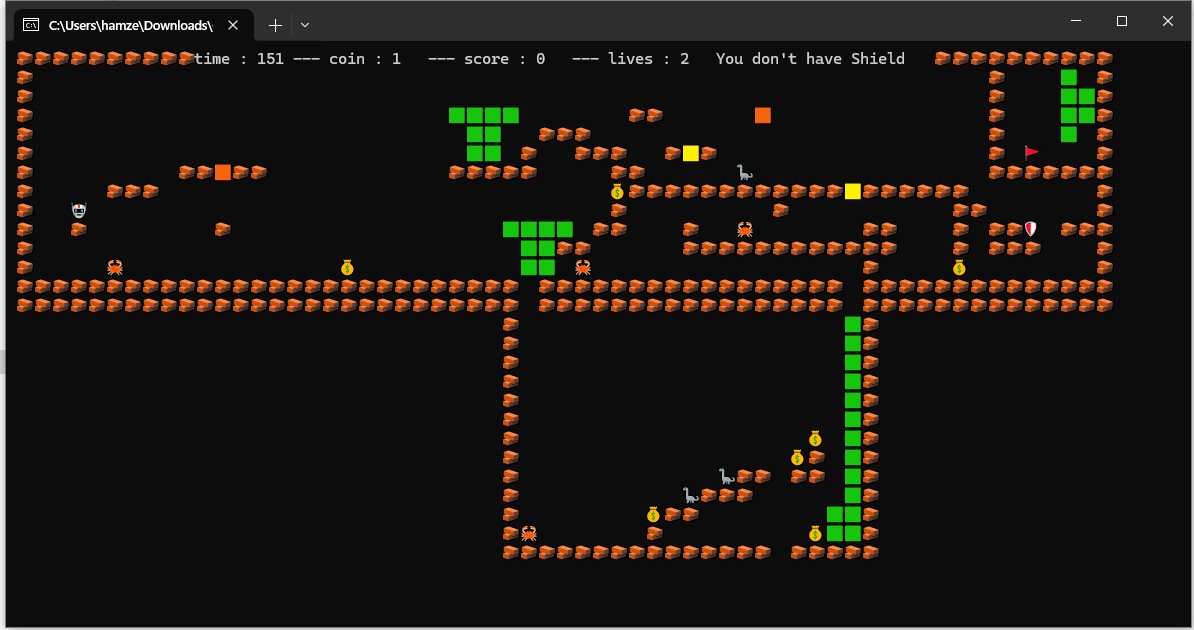 C:\Users\hamze\Downloads\
time : 151 --- coin : 1 --- score : 0 --- lives : 2 You don't have Shield